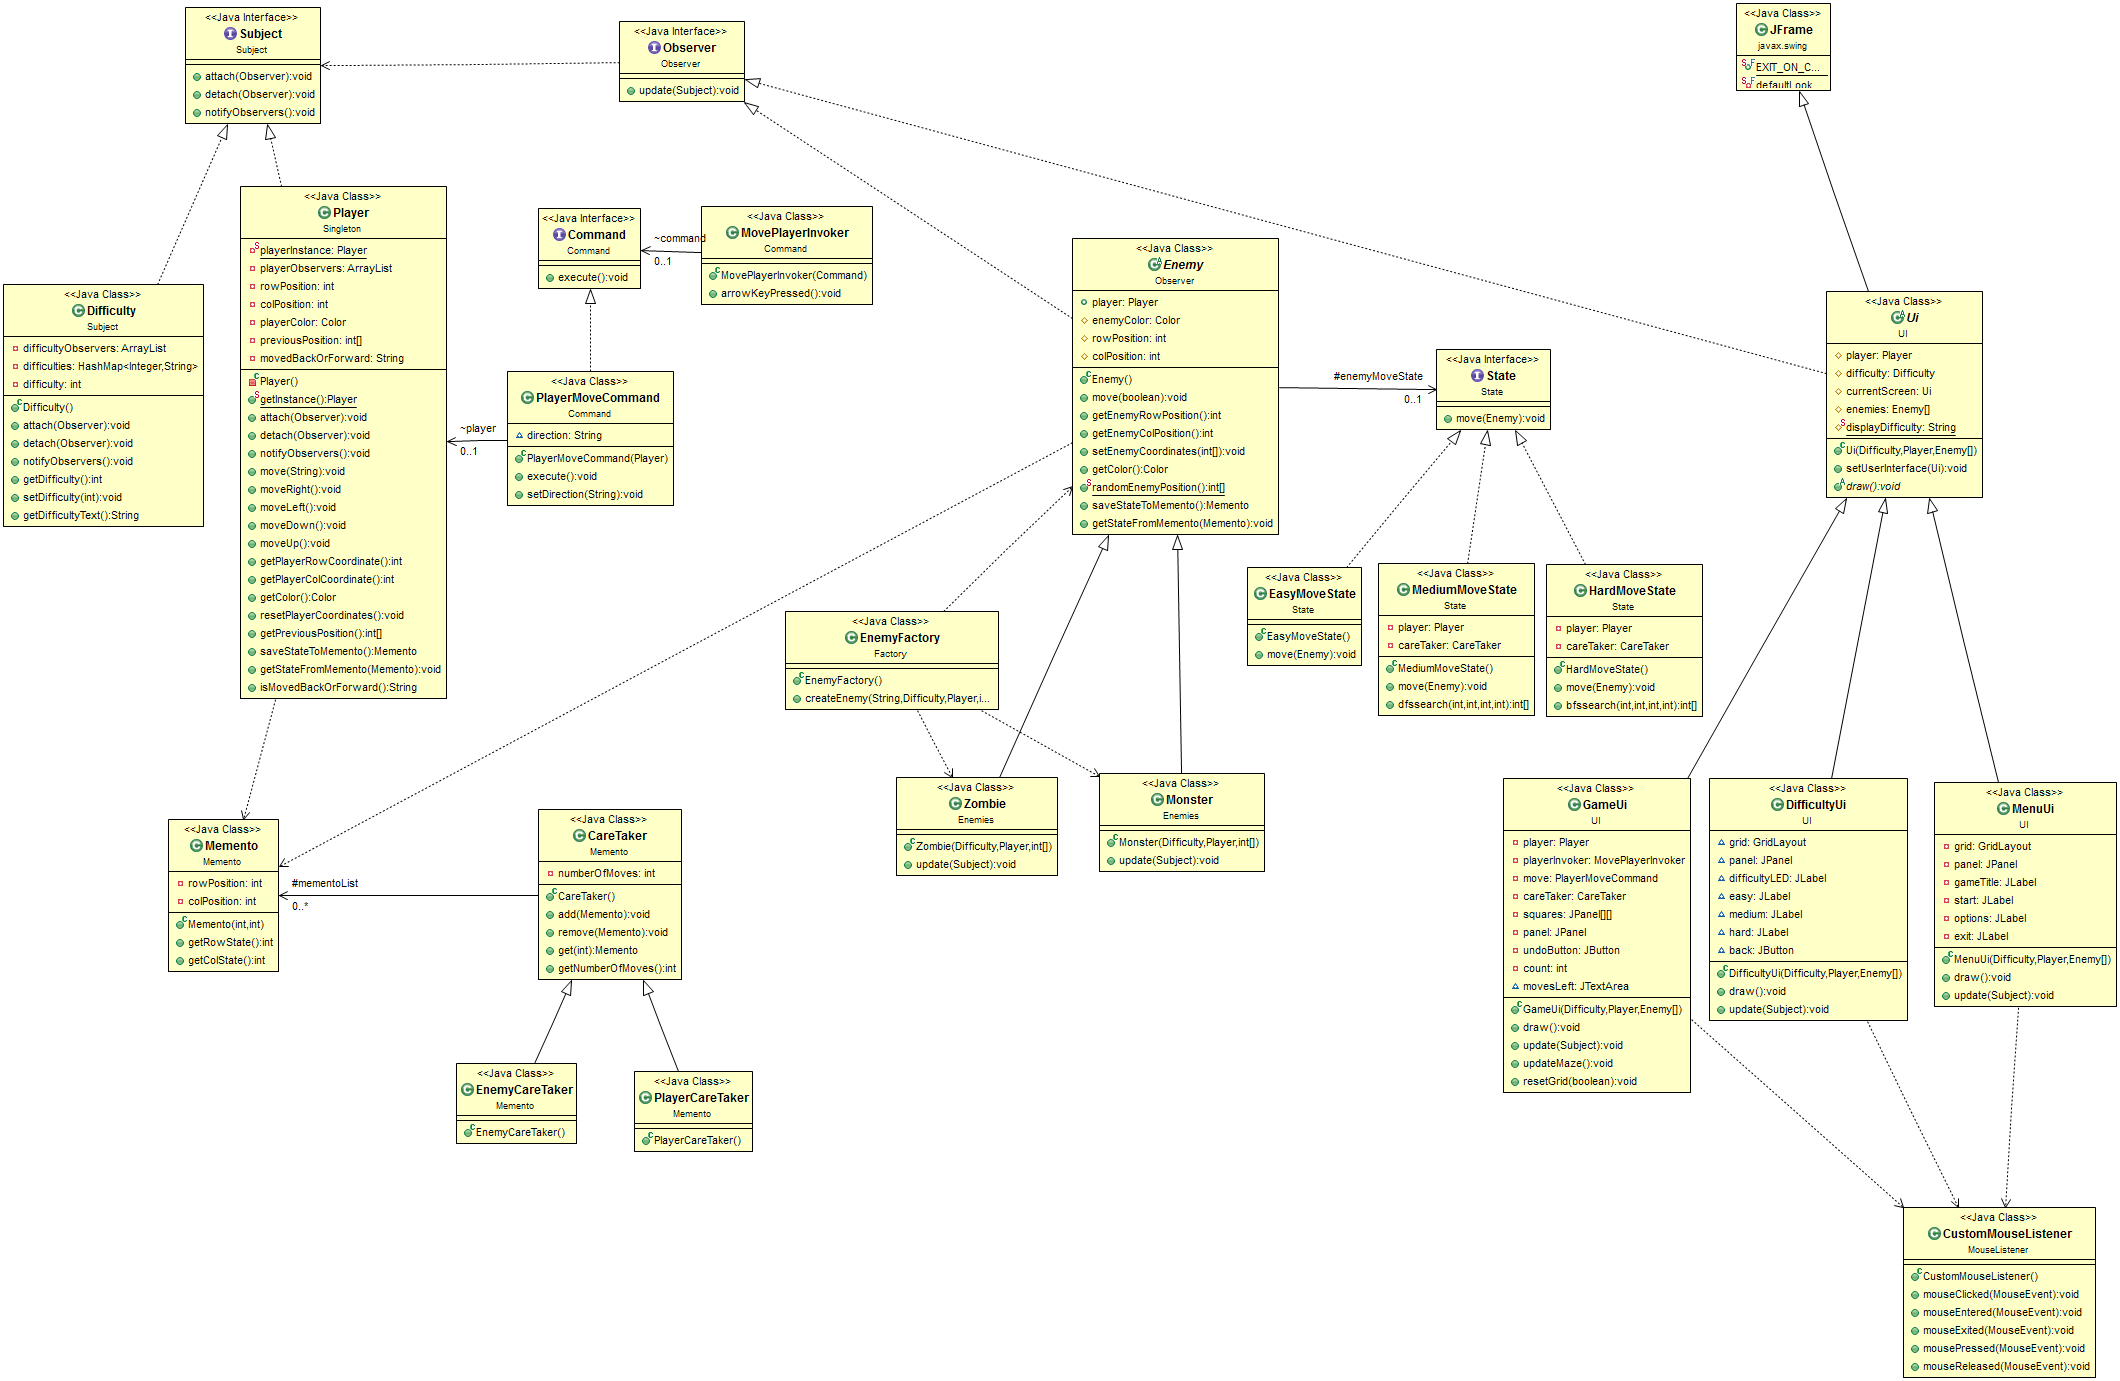 <<Java Interface>>
Subject
Subject
attach(Observer):void
detach(Observer):void
notifyObservers():void
<<Java Interface>>
Observer
Observer
update(Subject):void
<<Java Class>>
JFrame
javax.swing
EXIT_ON_C...
defaultLook
<<Java Class>>
Player
Singleton
playerInstance: Player
playerObservers: ArrayList
rowPosition: int
colPosition: int
playerColor: Color
previousPosition: int[]
movedBackOrForward: String
Player()
getInstance():Player
attach(Observer):void
detach(Observer):void
notifyObservers():void
move(String):void
moveRight():void
moveLeft():void
moveDown():void
moveUp():void
getPlayerRowCoordinate():int
getPlayerColCoordinate():int
getColor():Color
resetPlayerCoordinates():void
getPreviousPosition():int[]
saveStateToMemento():Memento
getStateFromMemento(Memento):void
isMovedBackOrForward():String
<<Java Interface>>
Command
Command
execute():void
~command
0..1
<<Java Class>>
MovePlayerInvoker
Command
MovePlayerInvoker(Command)
arrowKeyPressed():void
<<Java Class>>
Difficulty
Subject
difficultyObservers: ArrayList
difficulties: HashMap<Integer,String>
difficulty: int
Difficulty()
attach(Observer):void
detach(Observer):void
notifyObservers():void
getDifficulty():int
setDifficulty(int):void
getDifficultyText():String
<<Java Class>>
PlayerMoveCommand
Command
direction: String
PlayerMoveCommand(Player)
execute():void
setDirection(String):void
~player
0..1
<<Java Class>>
Enemy
Observer
player: Player
enemyColor: Color
rowPosition: int
colPosition: int
Enemy()
move(boolean):void
getEnemyRowPosition():int
getEnemyColPosition():int
setEnemyCoordinates(int[]):void
getColor():Color
randomEnemyPosition():int[]
saveStateToMemento():Memento
getStateFromMemento(Memento):void
#enemyMoveState
0..1
<<Java Interface>>
State
State
move(Enemy):void
<<Java Class>>
Ui
UI
player: Player
difficulty: Difficulty
currentScreen: Ui
enemies: Enemy[]
displayDifficulty: String
Ui(Difficulty,Player,Enemy[])
setUserInterface(Ui):void
draw():void
<<Java Class>>
EasyMoveState
State
EasyMoveState()
move(Enemy):void
<<Java Class>>
MediumMoveState
State
player: Player
careTaker: CareTaker
MediumMoveState()
move(Enemy):void
dfssearch(int,int,int,int):int[]
<<Java Class>>
HardMoveState
State
player: Player
careTaker: CareTaker
HardMoveState()
move(Enemy):void
bfssearch(int,int,int,int):int[]
<<Java Class>>
EnemyFactory
Factory
EnemyFactory()
createEnemy(String,Difficulty,Player,i...
<<Java Class>>
Zombie
Enemies
Zombie(Difficulty,Player,int[])
update(Subject):void
<<Java Class>>
Monster
Enemies
Monster(Difficulty,Player,int[])
update(Subject):void
<<Java Class>>
Memento
Memento
rowPosition: int
colPosition: int
Memento(int,int)
getRowState():int
getColState():int
#mementoList
0..*
<<Java Class>>
CareTaker
Memento
numberOfMoves: int
CareTaker()
add(Memento):void
remove(Memento):void
get(int):Memento
getNumberOfMoves():int
<<Java Class>>
EnemyCareTaker
Memento
EnemyCareTaker()
<<Java Class>>
PlayerCareTaker
Memento
PlayerCareTaker()
<<Java Class>>
GameUi
UI
player: Player
playerInvoker: MovePlayerInvoker
move: PlayerMoveCommand
careTaker: CareTaker
squares: JPanel[][]
panel: JPanel
undoButton: JButton
count: int
movesLeft: JTextArea
GameUi(Difficulty,Player,Enemy[])
draw():void
update(Subject):void
updateMaze():void
resetGrid(boolean):void
<<Java Class>>
DifficultyUi
UI
grid: GridLayout
panel: JPanel
difficultyLED: JLabel
easy: JLabel
medium: JLabel
hard: JLabel
back: JButton
DifficultyUi(Difficulty,Player,Enemy[])
draw():void
update(Subject):void
<<Java Class>>
MenuUi
UI
grid: GridLayout
panel: JPanel
gameTitle: JLabel
start: JLabel
options: JLabel
exit: JLabel
MenuUi(Difficulty,Player,Enemy[])
draw():void
update(Subject):void
<<Java Class>>
CustomMouseListener
MouseListener
CustomMouseListener()
mouseClicked(MouseEvent):void
mouseEntered(MouseEvent):void
mouseExited(MouseEvent):void
mousePressed(MouseEvent):void
mouseReleased(MouseEvent):void